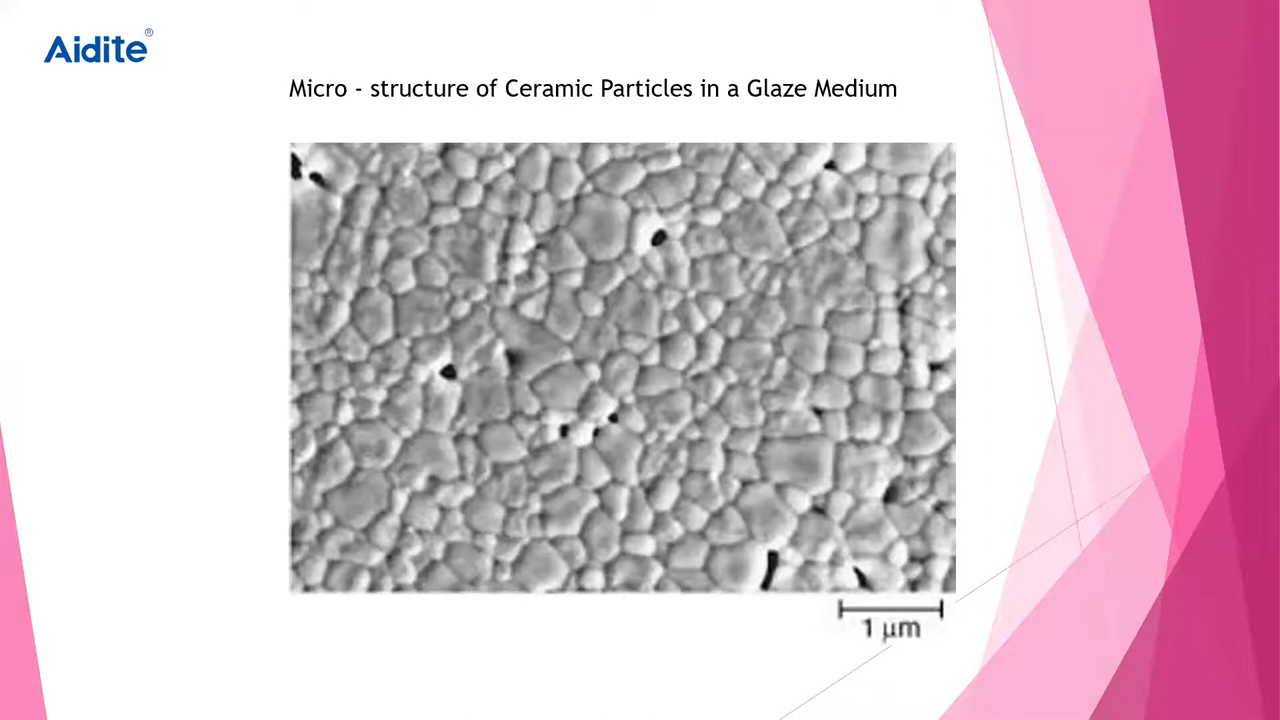 Aidite®
Micro - structure of Ceramic Particles in a Glaze Medium
1 μm